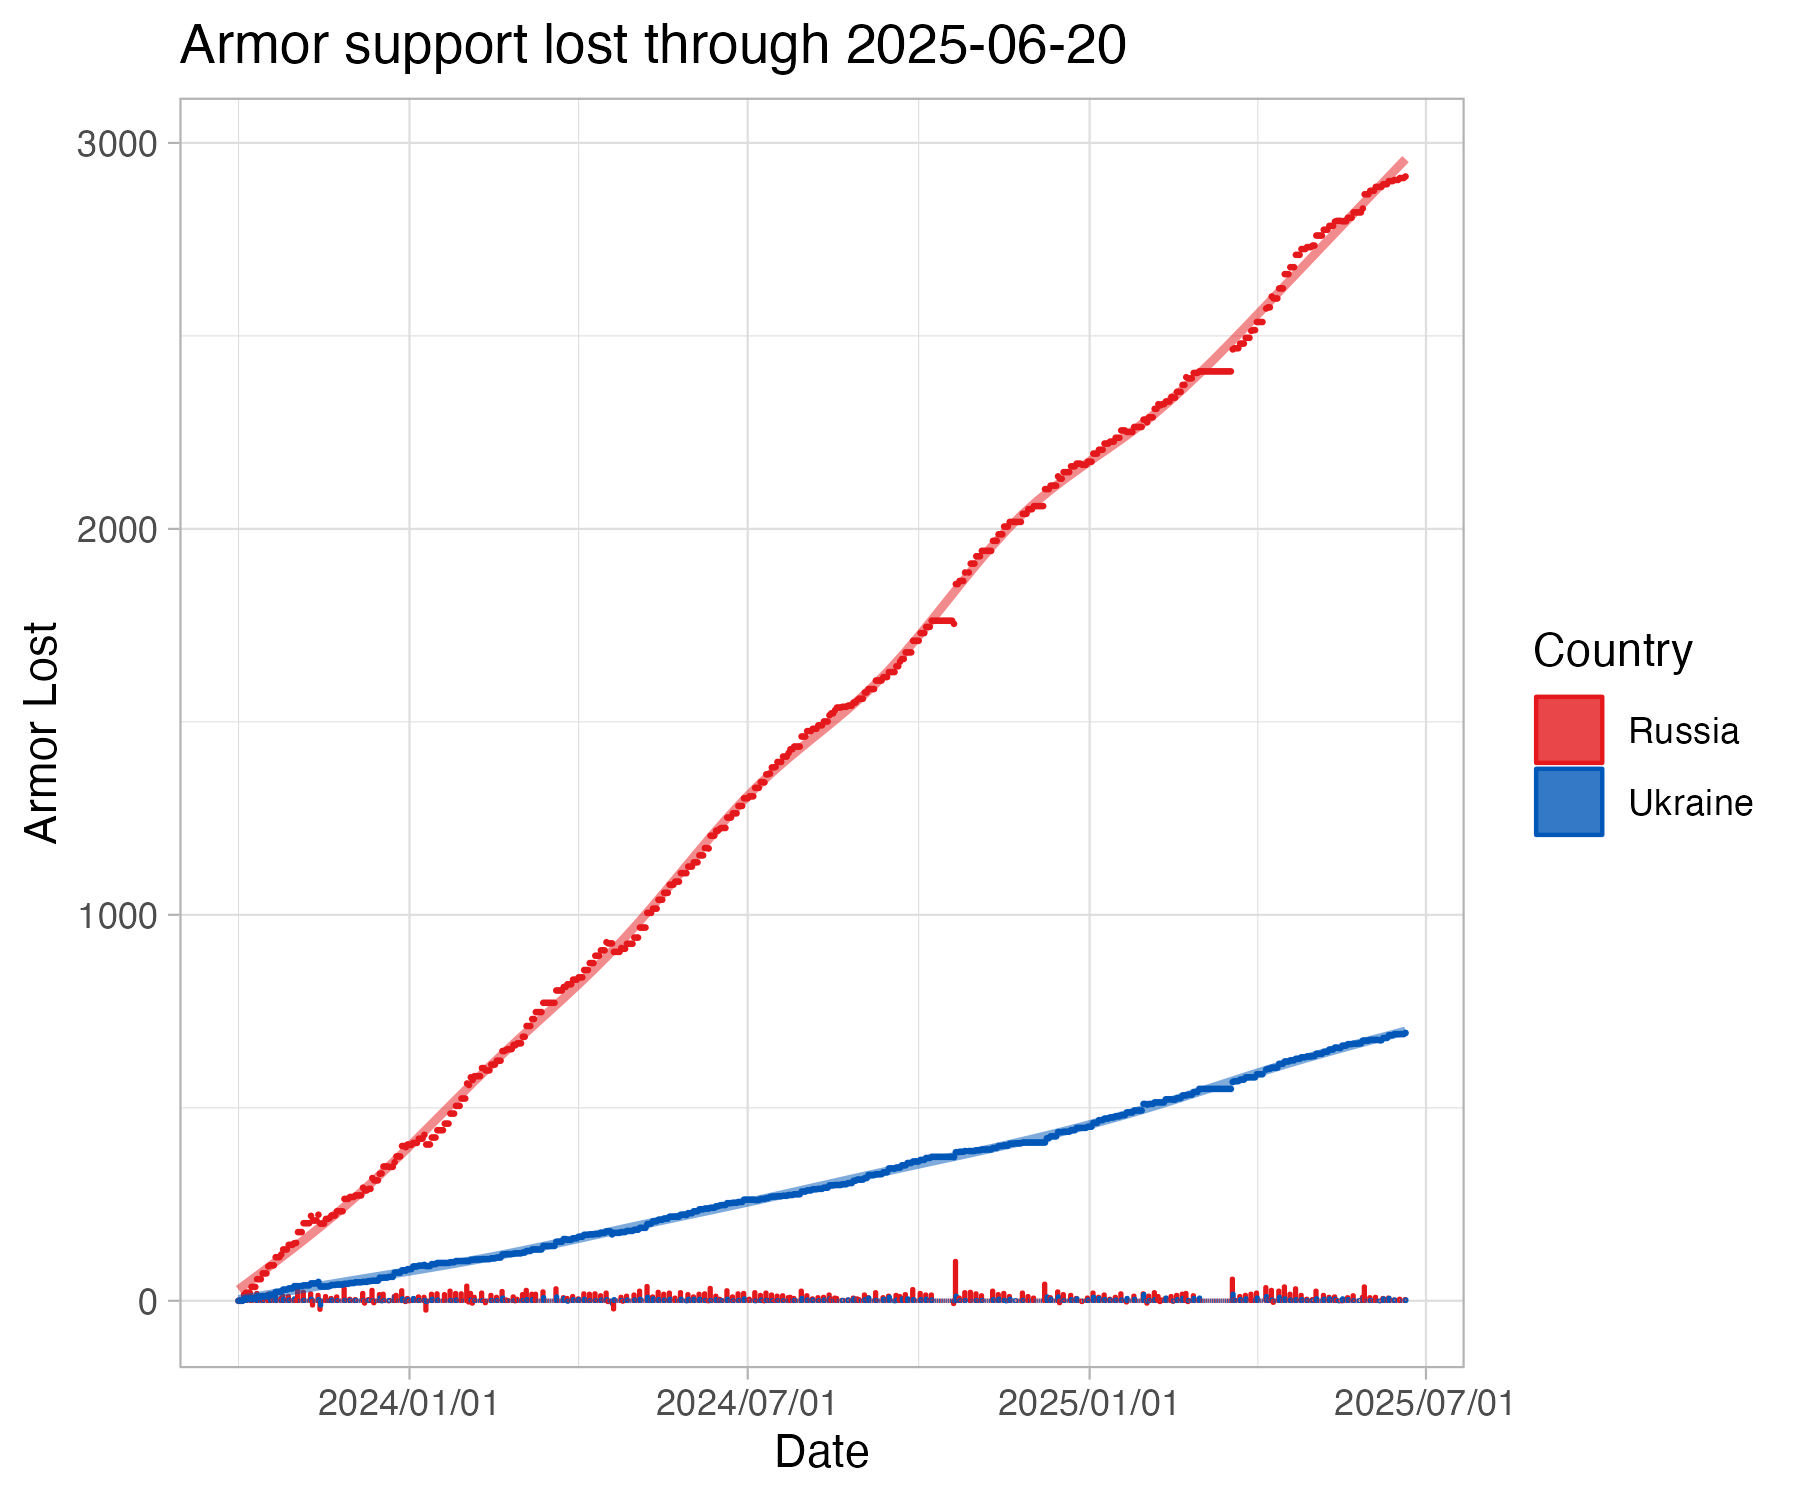 Armor support lost through 2025-06-20
Armor Lost
3000
2000
1000
0
2024/01/01
2024/07/01
2025/01/01
2025/07/01
Date
Country
Russia
Ukraine